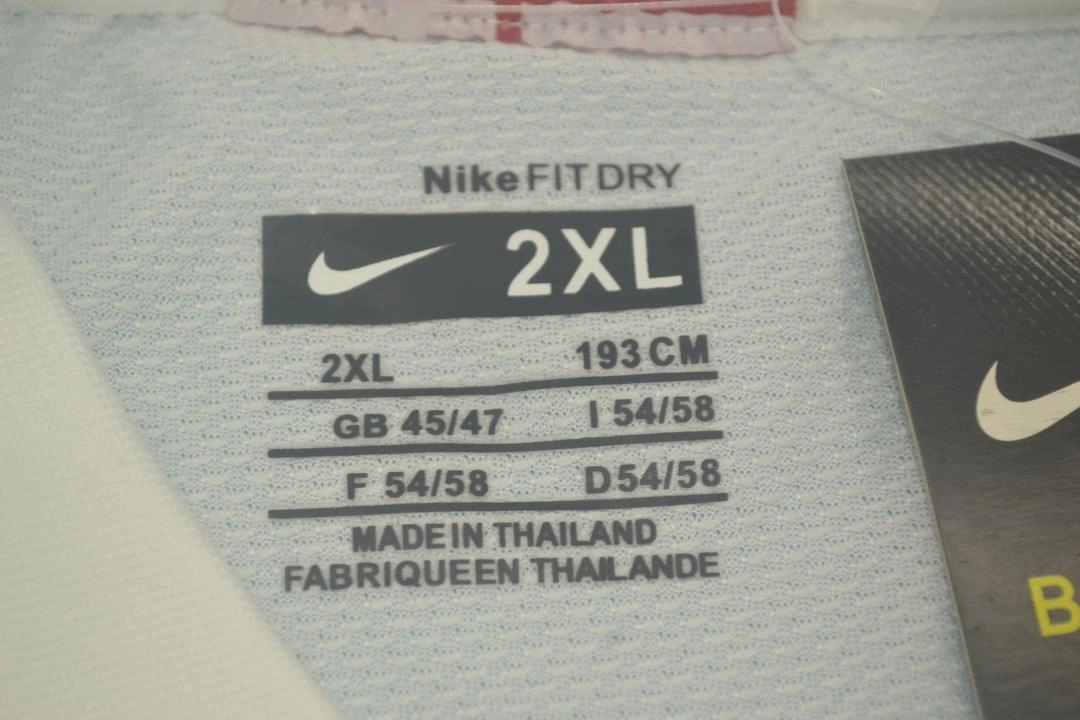 Nike FIT DRY
2XL
2XL 193 CM
GB 45/47 I 54/58
F 54/58 D 54/58
MADE IN THAILAND
FABRIQUEEN THAILANDE
B